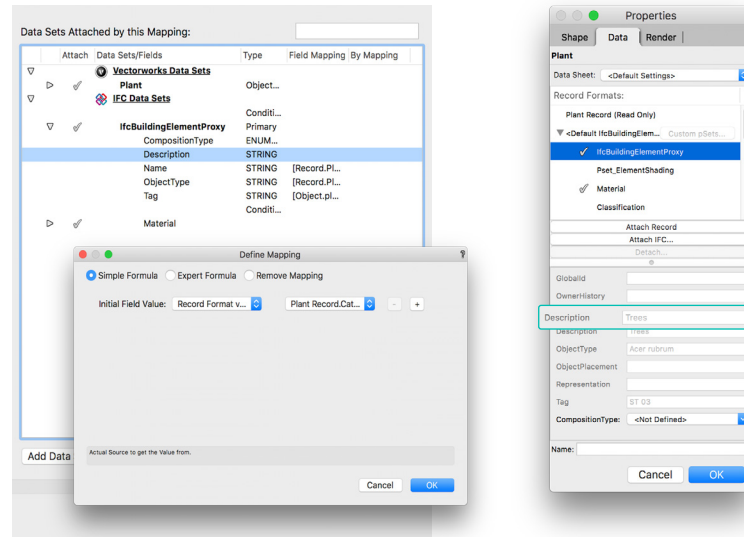 Data Sets Attached by this Mapping:
Attach Data Sets/Fields Type Field Mapping By Mapping
Vectorworks Data Sets
Plant Object...
IFC Data Sets
Conditi...
IfcBuildingElementProxy Primary
CompositionType ENUM...
Description STRING
Name STRING [Record.Pl...
ObjectType STRING [Record.Pl...
Tag STRING [Object.pl...
Conditi...
Material
Add Data
Define Mapping
?
Simple Formula Expert Formula Remove Mapping
Initial Field Value: Record Format v... Plant Record.Cat... - +
Actual Source to get the Value from.
Cancel OK
Properties
Shape Data Render
Plant
Data Sheet: <Default Settings>
Record Formats:
Plant Record (Read Only)
<Default IfcBuildingElem... Custom pSets...
IfcBuildingElementProxy
Pset_ElementShading
Material
Classification
Attach Record
Attach IFC...
Detach...
GlobalId
OwnerHistory
Description Trees
Description Trees
ObjectType Acer rubrum
ObjectPlacement
Representation
Tag ST 03
CompositionType: <Not Defined>
Name:
Cancel OK